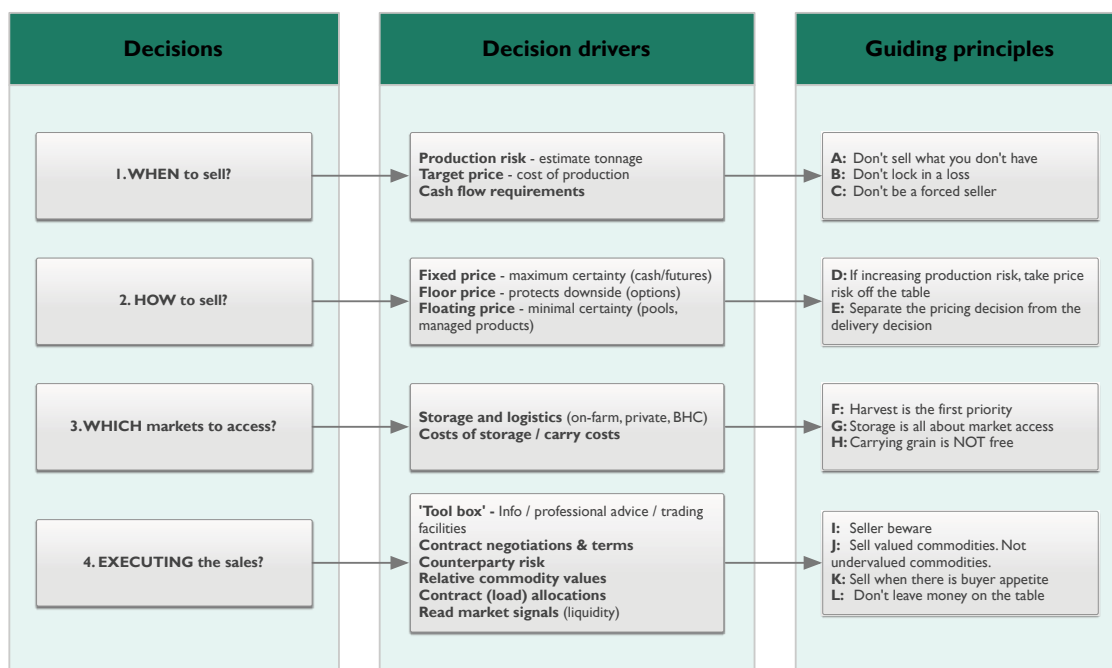 Decisions
Decision drivers
Guiding principles
1. WHEN to sell?
Production risk - estimate tonnage
Target price - cost of production
Cash flow requirements
A: Don't sell what you don't have
B: Don't lock in a loss
C: Don't be a forced seller
2. HOW to sell?
Fixed price - maximum certainty (cash/futures)
Floor price - protects downside (options)
Floating price - minimal certainty (pools,
managed products)
D: If increasing production risk, take price
risk off the table
E: Separate the pricing decision from the
delivery decision
3. WHICH markets to access?
Storage and logistics (on-farm, private, BHC)
Costs of storage / carry costs
F: Harvest is the first priority
G: Storage is all about market access
H: Carrying grain is NOT free
4. EXECUTING the sales?
'Tool box' - Info / professional advice / trading
facilities
Contract negotiations & terms
Counterparty risk
Relative commodity values
Contract (load) allocations
Read market signals (liquidity)
I: Seller beware
J: Sell valued commodities. Not
undervalued commodities.
K: Sell when there is buyer appetite
L: Don't leave money on the table